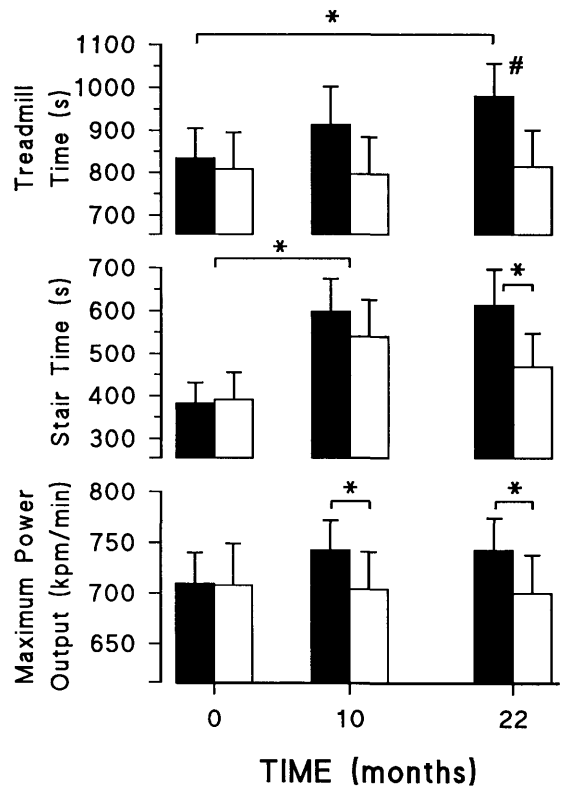 *
Treadmill
Time (s)
1100
1000
900
800
700
#
*
Stair Time (s)
700
600
500
400
300
*
Maximum Power
Output (kpm/min)
800
750
700
650
*
*
0 10 22
TIME (months)